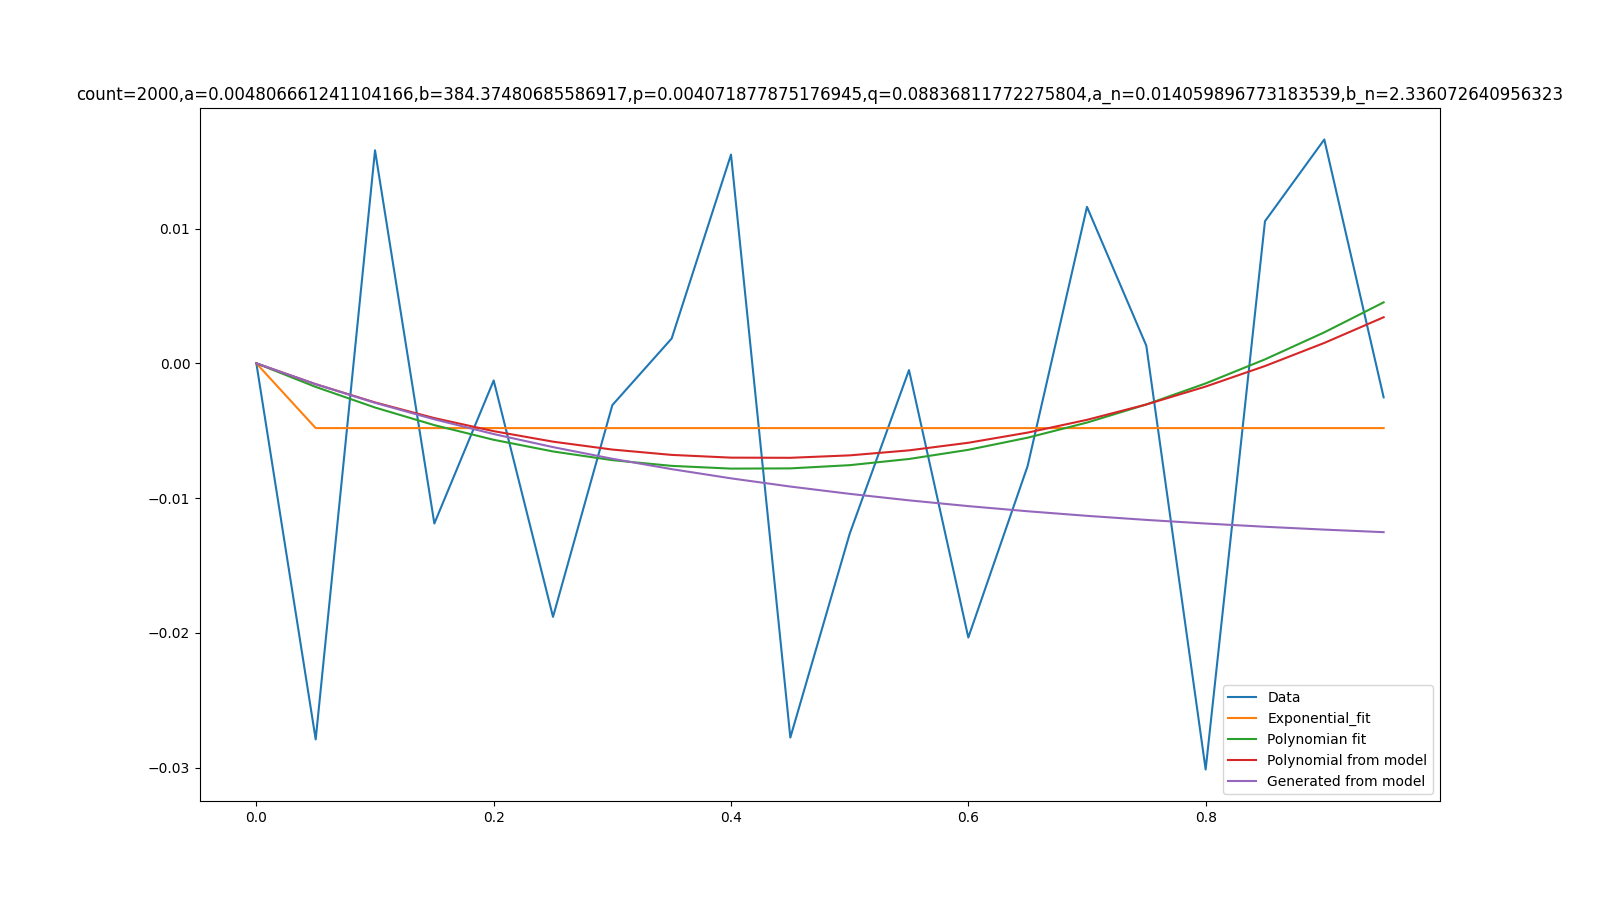 count=2000,a=0.004806661241104166,b=384.37480685586917,p=0.004071877875176945,q=0.08836811772275804,a_n=0.014059896773183539,b_n=2.336072640956323
0.01
0.00
−0.01
−0.02
−0.03
0.0 0.2 0.4 0.6 0.8
Data
Exponential_fit
Polynomian fit
Polynomial from model
Generated from model